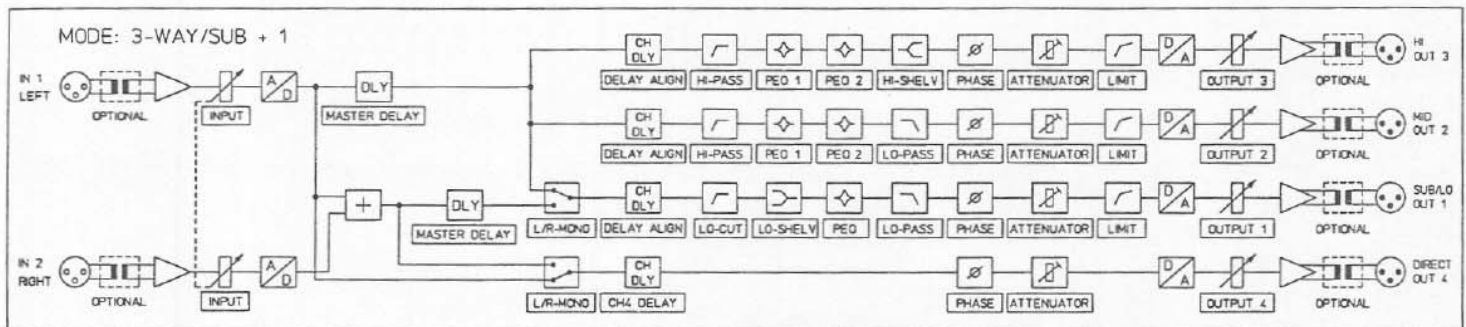 MODE: 3-WAY/SUB + 1
IN 1
LEFT
OPTIONAL
INPUT
A
D
DLY
MASTER DELAY
CH
DLY
DELAY ALIGN
HI-PASS
PEQ 1
PEQ 2
HI-SHELV
PHASE
ATTENUATOR
LIMIT
D
A
OUTPUT 3
OPTIONAL
HI
OUT 3
CH
DLY
DELAY ALIGN
HI-PASS
PEQ 1
PEQ 2
LO-PASS
PHASE
ATTENUATOR
LIMIT
D
A
OUTPUT 2
OPTIONAL
MID
OUT 2
+
DLY
MASTER DELAY
L/R-MONO
CH
DLY
DELAY ALIGN
LO-CUT
LO-SHELV
PEQ
LO-PASS
PHASE
ATTENUATOR
LIMIT
D
A
OUTPUT 1
OPTIONAL
SUB/LO
OUT 1
IN 2
RIGHT
OPTIONAL
INPUT
A
D
L/R-MONO
CH
DLY
CH4 DELAY
PHASE
ATTENUATOR
D
A
OUTPUT 4
OPTIONAL
DIRECT
OUT 4